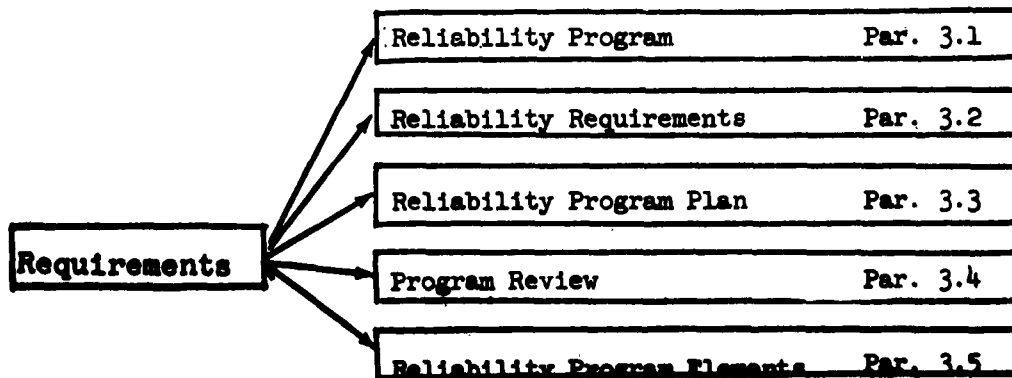 Reliability Program Par. 3.1
Reliability Requirements Par. 3.2
Reliability Program Plan Par. 3.3
Requirements
Program Review Par. 3.4
Reliability Program Elements Par. 3.5